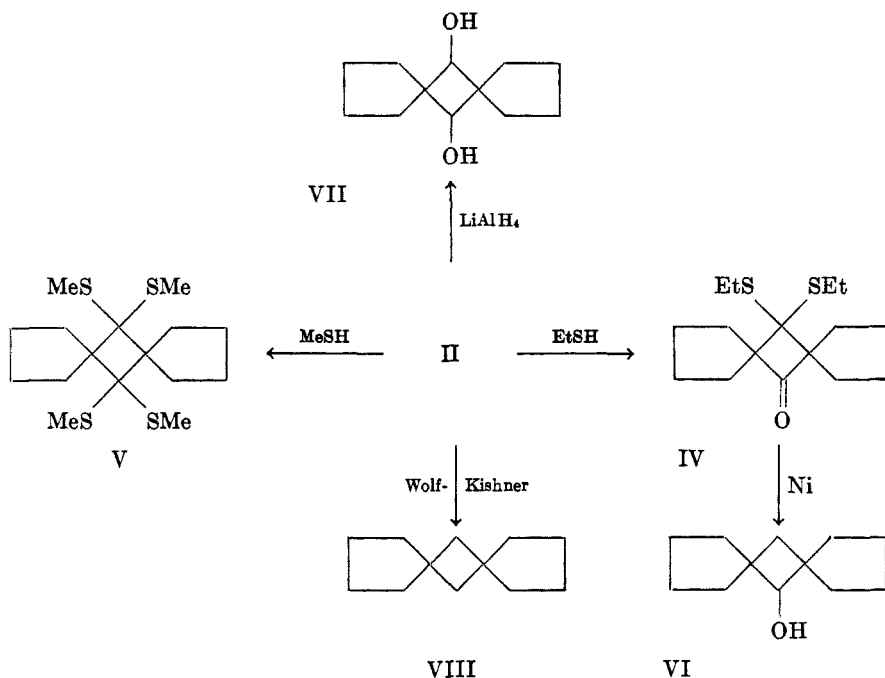 OH
OH
VII
LiAlH₄
MeS SMe
EtS SEt
MeSH
II
EtSH
MeS SMe
O
V
IV
Wolf- Kishner
Ni
OH
VIII
VI